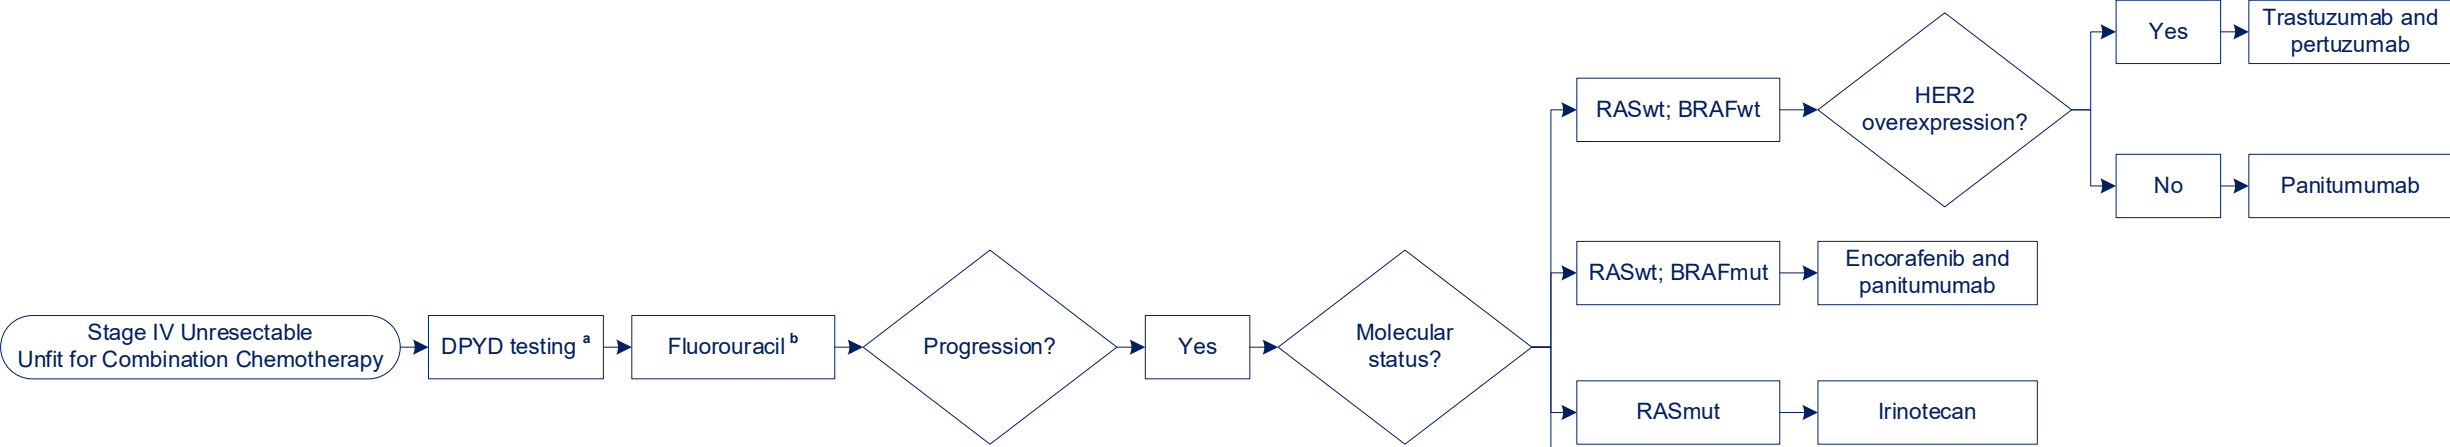 Stage IV Unresectable
Unfit for Combination Chemotherapy
DPYD testing a
Fluorouracil b
Progression?
Yes
Molecular
status?
RASwt; BRAFwt
HER2
overexpression?
Yes
Trastuzumab and
pertuzumab
No
Panitumumab
RASwt; BRAFmut
Encorafenib and
panitumumab
RASmut
Irinotecan